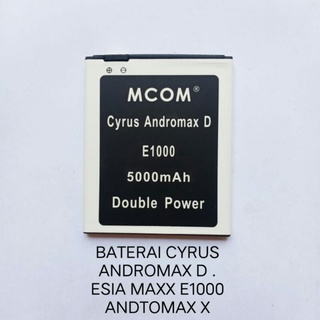 MCOM®
Cyrus Andromax D
E1000
5000mAh
Double Power
BATERAI CYRUS
ANDROMAX D .
ESIA MAXX E1000
ANDTOMAX X